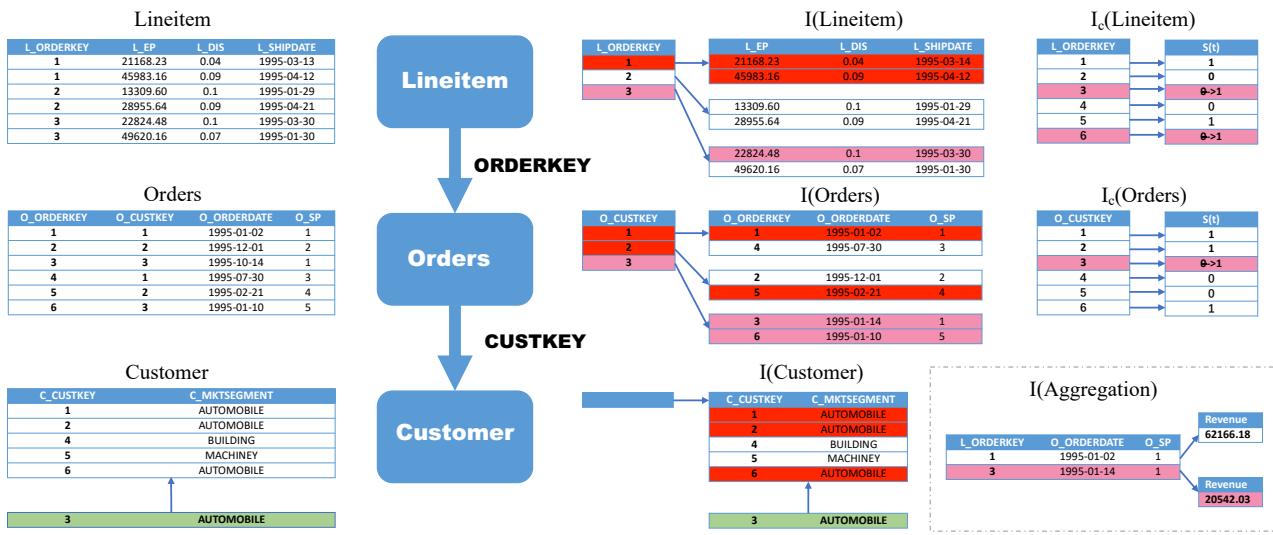 Lineitem
L_ORDERKEY L_EP L_DIS L_SHIPDATE
1 21168.23 0.04 1995-03-13
1 45983.16 0.09 1995-04-12
2 13309.60 0.1 1995-01-29
2 28955.64 0.09 1995-04-21
3 22824.48 0.1 1995-03-30
3 49620.16 0.07 1995-01-30
Orders
O_ORDERKEY O_CUSTKEY O_ORDERDATE O_SP
1 1 1995-01-02 1
2 2 1995-12-01 2
3 3 1995-10-14 1
4 1 1995-07-30 3
5 2 1995-02-21 4
6 3 1995-01-10 5
Customer
C_CUSTKEY C_MKTSEGMENT
1 AUTOMOBILE
2 AUTOMOBILE
4 BUILDING
5 MACHINEY
6 AUTOMOBILE
3 AUTOMOBILE
Lineitem
ORDERKEY
Orders
CUSTKEY
Customer
I(Lineitem)
L_ORDERKEY
1
2
3
L_EP L_DIS L_SHIPDATE
21168.23 0.04 1995-03-14
45983.16 0.09 1995-04-12
13309.60 0.1 1995-01-29
28955.64 0.09 1995-04-21
22824.48 0.1 1995-03-30
49620.16 0.07 1995-01-30
I(Orders)
O_CUSTKEY
1
2
3
O_ORDERKEY O_ORDERDATE O_SP
1 1995-01-02 1
4 1995-07-30 3
2 1995-12-01 2
5 1995-02-21 4
3 1995-01-14 1
6 1995-01-10 5
I(Customer)
C_CUSTKEY C_MKTSEGMENT
1 AUTOMOBILE
2 AUTOMOBILE
4 BUILDING
5 MACHINEY
6 AUTOMOBILE
3 AUTOMOBILE
Ic(Lineitem)
L_ORDERKEY S(t)
1 1
2 0
3 0->1
4 0
5 1
6 0->1
Ic(Orders)
O_CUSTKEY S(t)
1 1
2 1
3 0->1
4 0
5 0
6 1
I(Aggregation)
L_ORDERKEY O_ORDERDATE O_SP
1 1995-01-02 1
3 1995-01-14 1
Revenue
62166.18
Revenue
20542.03